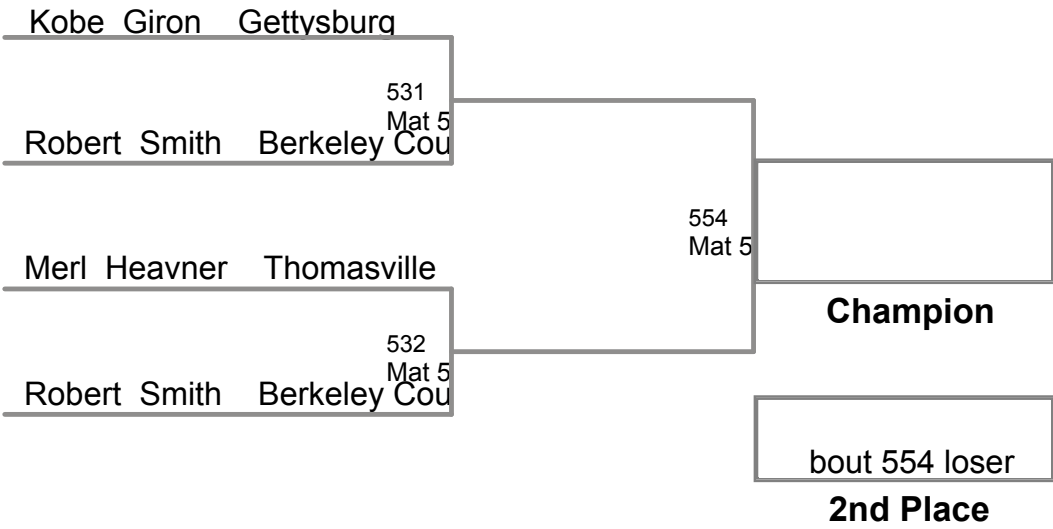 Kobe Giron Gettysburg
531
Mat 5
Robert Smith Berkeley Cou
554
Mat 5
Merl Heavner Thomasville
Champion
532
Mat 5
Robert Smith Berkeley Cou
bout 554 loser
2nd Place